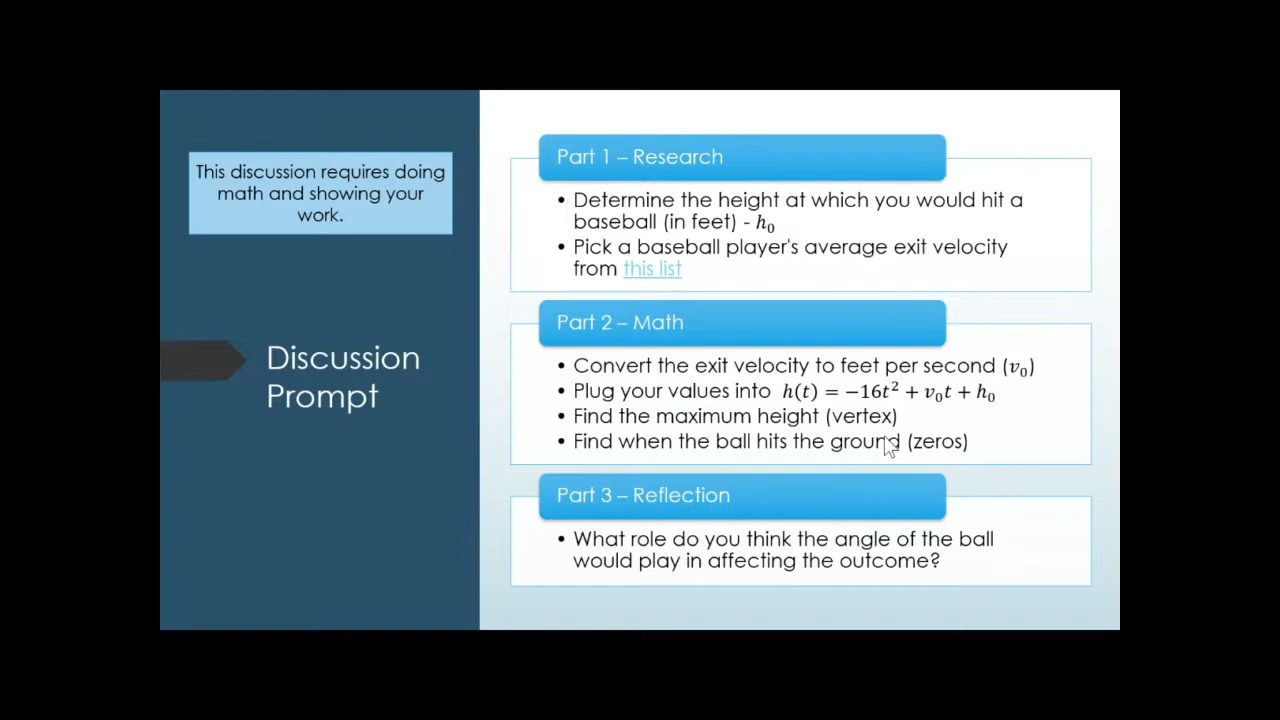 This discussion requires doing
math and showing your
work.
Discussion
Prompt
Part 1 – Research
• Determine the height at which you would hit a
baseball (in feet) - h₀
• Pick a baseball player's average exit velocity
from this list
Part 2 – Math
• Convert the exit velocity to feet per second (v₀)
• Plug your values into h(t) = −16t² + v₀t + h₀
• Find the maximum height (vertex)
• Find when the ball hits the ground (zeros)
Part 3 – Reflection
• What role do you think the angle of the ball
would play in affecting the outcome?